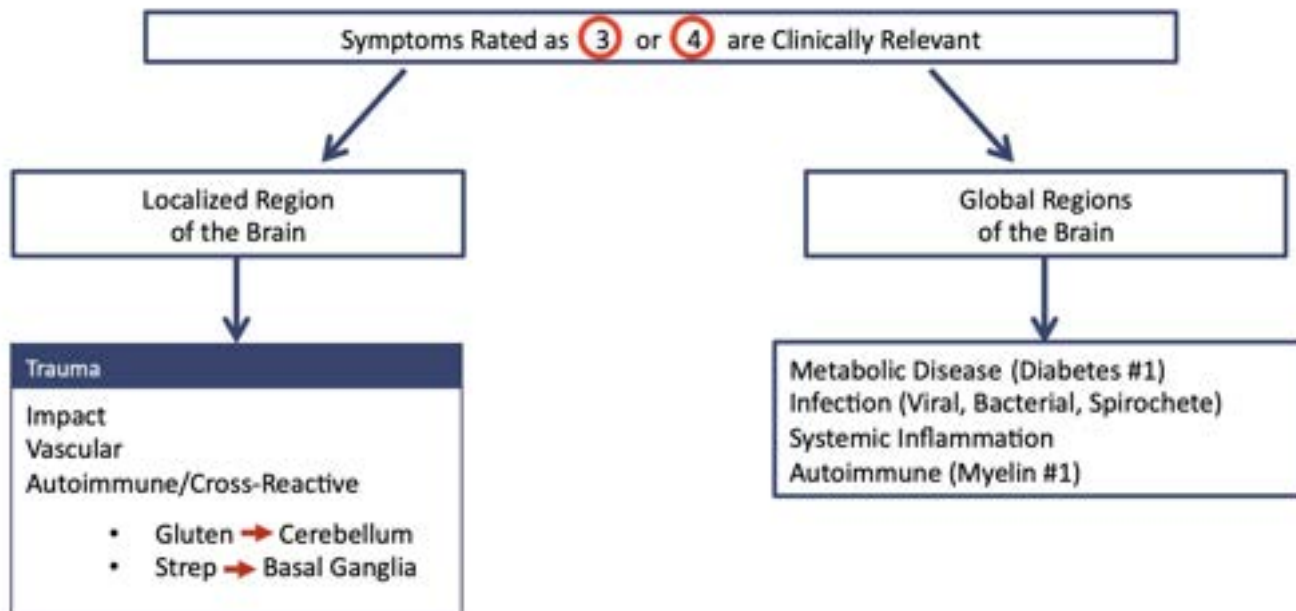 Symptoms Rated as 3 or 4 are Clinically Relevant
Localized Region
of the Brain
Global Regions
of the Brain
Trauma
Impact
Vascular
Autoimmune/Cross-Reactive
• Gluten → Cerebellum
• Strep → Basal Ganglia
Metabolic Disease (Diabetes #1)
Infection (Viral, Bacterial, Spirochete)
Systemic Inflammation
Autoimmune (Myelin #1)